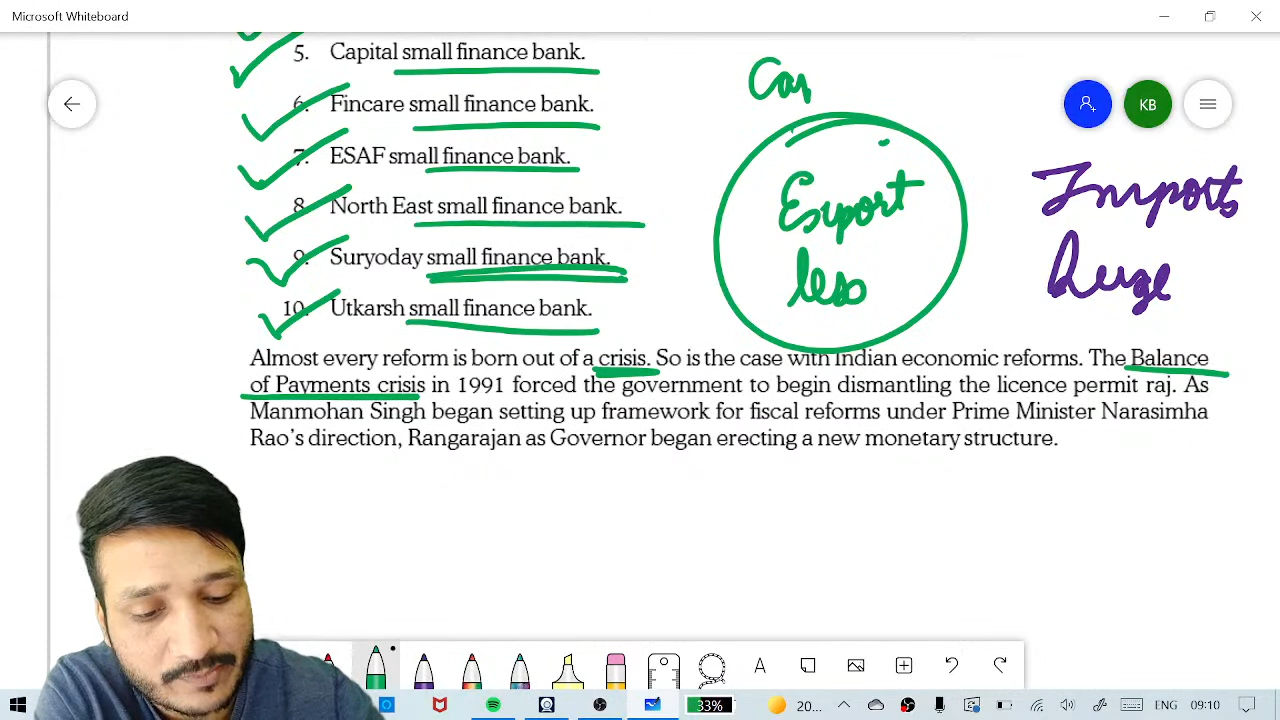 Microsoft Whiteboard
5. Capital small finance bank.
6. Fincare small finance bank.
7. ESAF small finance bank.
8. North East small finance bank.
9. Suryoday small finance bank.
10. Utkarsh small finance bank.
Export
less
Imports
huge
KB
Almost every reform is born out of a crisis. So is the case with Indian economic reforms. The Balance
of Payments crisis in 1991 forced the government to begin dismantling the licence permit raj. As
Manmohan Singh began setting up framework for fiscal reforms under Prime Minister Narasimha
Rao's direction, Rangarajan as Governor began erecting a new monetary structure.
A
33%
20...
ENG
09:10